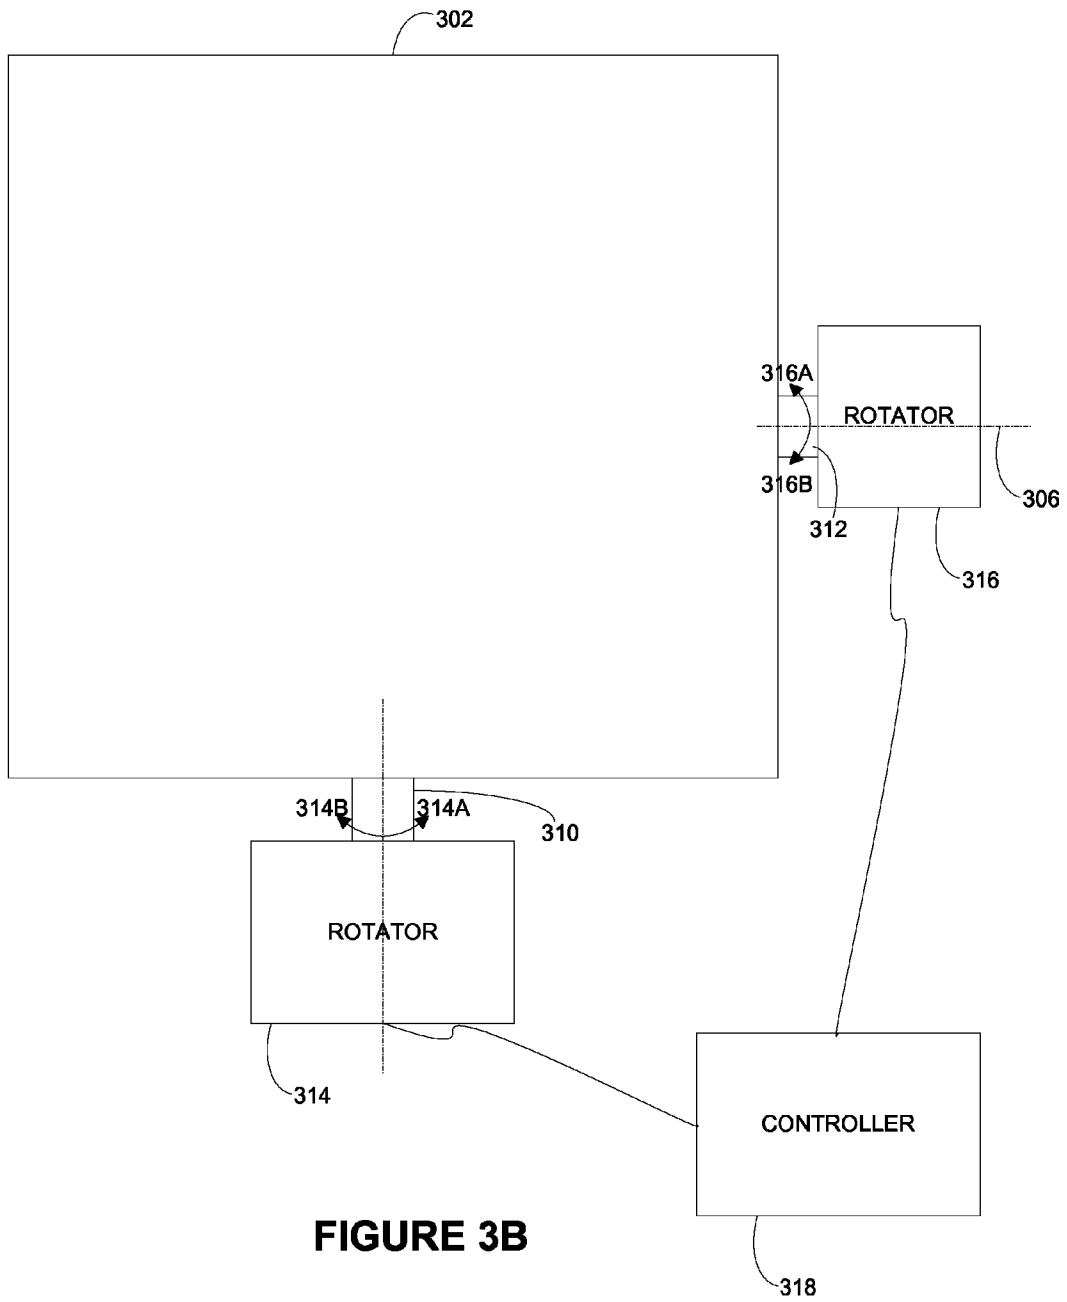 302
316A
ROTATOR
316B
306
312
316
314B
314A
310
ROTATOR
314
CONTROLLER
FIGURE 3B
318